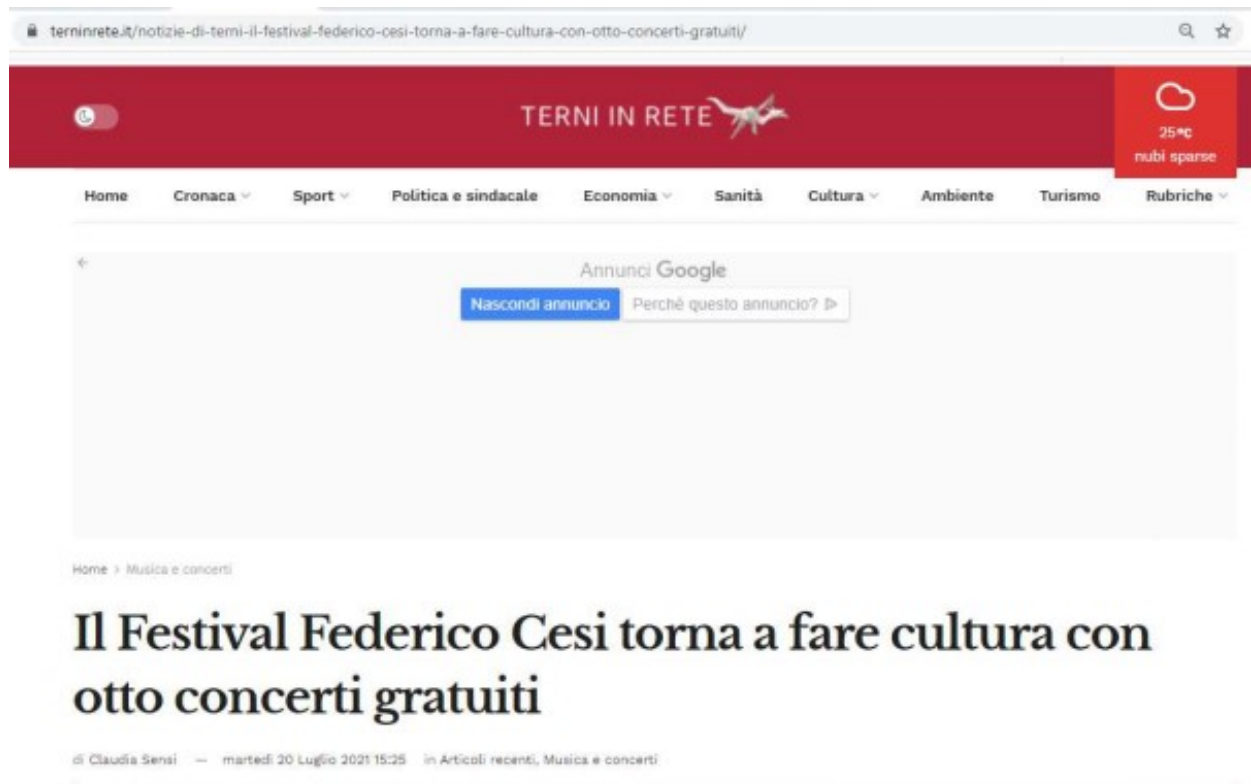 terninrete.it/notizie-di-terni-il-festival-federico-cesi-torna-a-fare-cultura-con-otto-concerti-gratuiti/
TERNI IN RETE
25°C
nubi sparse
Home Cronaca Sport Politica e sindacale Economia Sanità Cultura Ambiente Turismo Rubriche
Annunci Google
Nascondi annuncio Perché questo annuncio?
Home > Musica e concerti
Il Festival Federico Cesi torna a fare cultura con
otto concerti gratuiti
di Claudia Sensi — martedì 20 Luglio 2021 15:25 in Articoli recenti, Musica e concerti